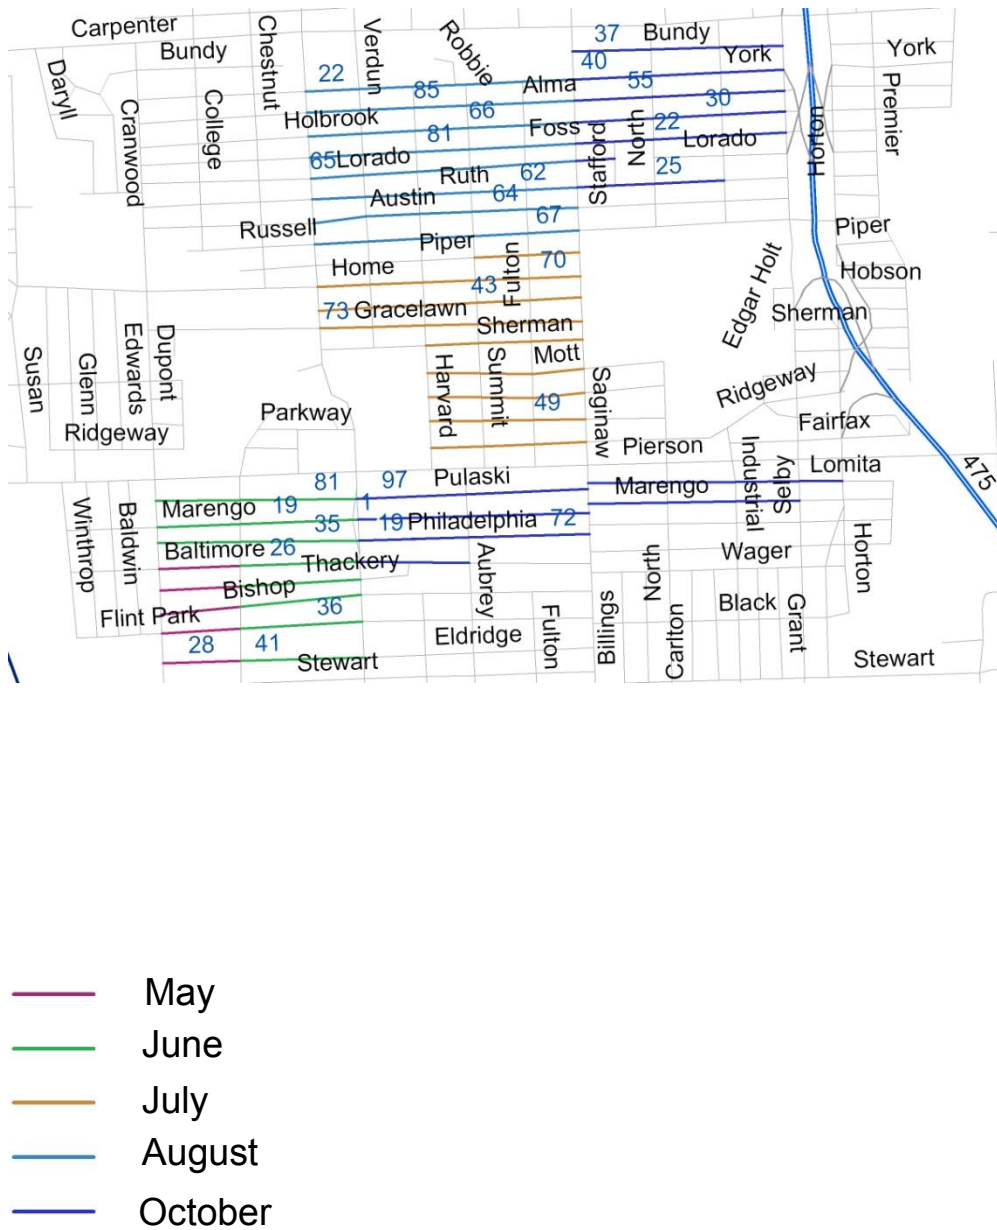 Carpenter
37
Bundy
Bundy
York
York
Daryll
Chestnut
Verdun
Robbie
40
22
85
Alma
55
Cranwood
College
Holbrook
66
30
Premier
81
Foss
Stafford
North
22
Lorado
Horton
65
Lorado
Ruth
62
25
Austin
64
Russell
67
Piper
Piper
Home
Fulton
70
Edgar Holt
Hobson
43
73
Gracelawn
Sherman
Sherman
Susan
Glenn
Edwards
Dupont
Harvard
Summit
Mott
Saginaw
Ridgeway
49
Parkway
Fairfax
Ridgeway
Pierson
Industrial
Selby
Lomita
475
81
97
Pulaski
Marengo
Winthrop
Baldwin
Marengo
19
1
35
19
Philadelphia
72
Horton
Baltimore
26
Thackery
Aubrey
North
Wager
Bishop
36
Flint Park
Black
Grant
28
41
Eldridge
Fulton
Billings
Carlton
Stewart
Stewart
May
June
July
August
October